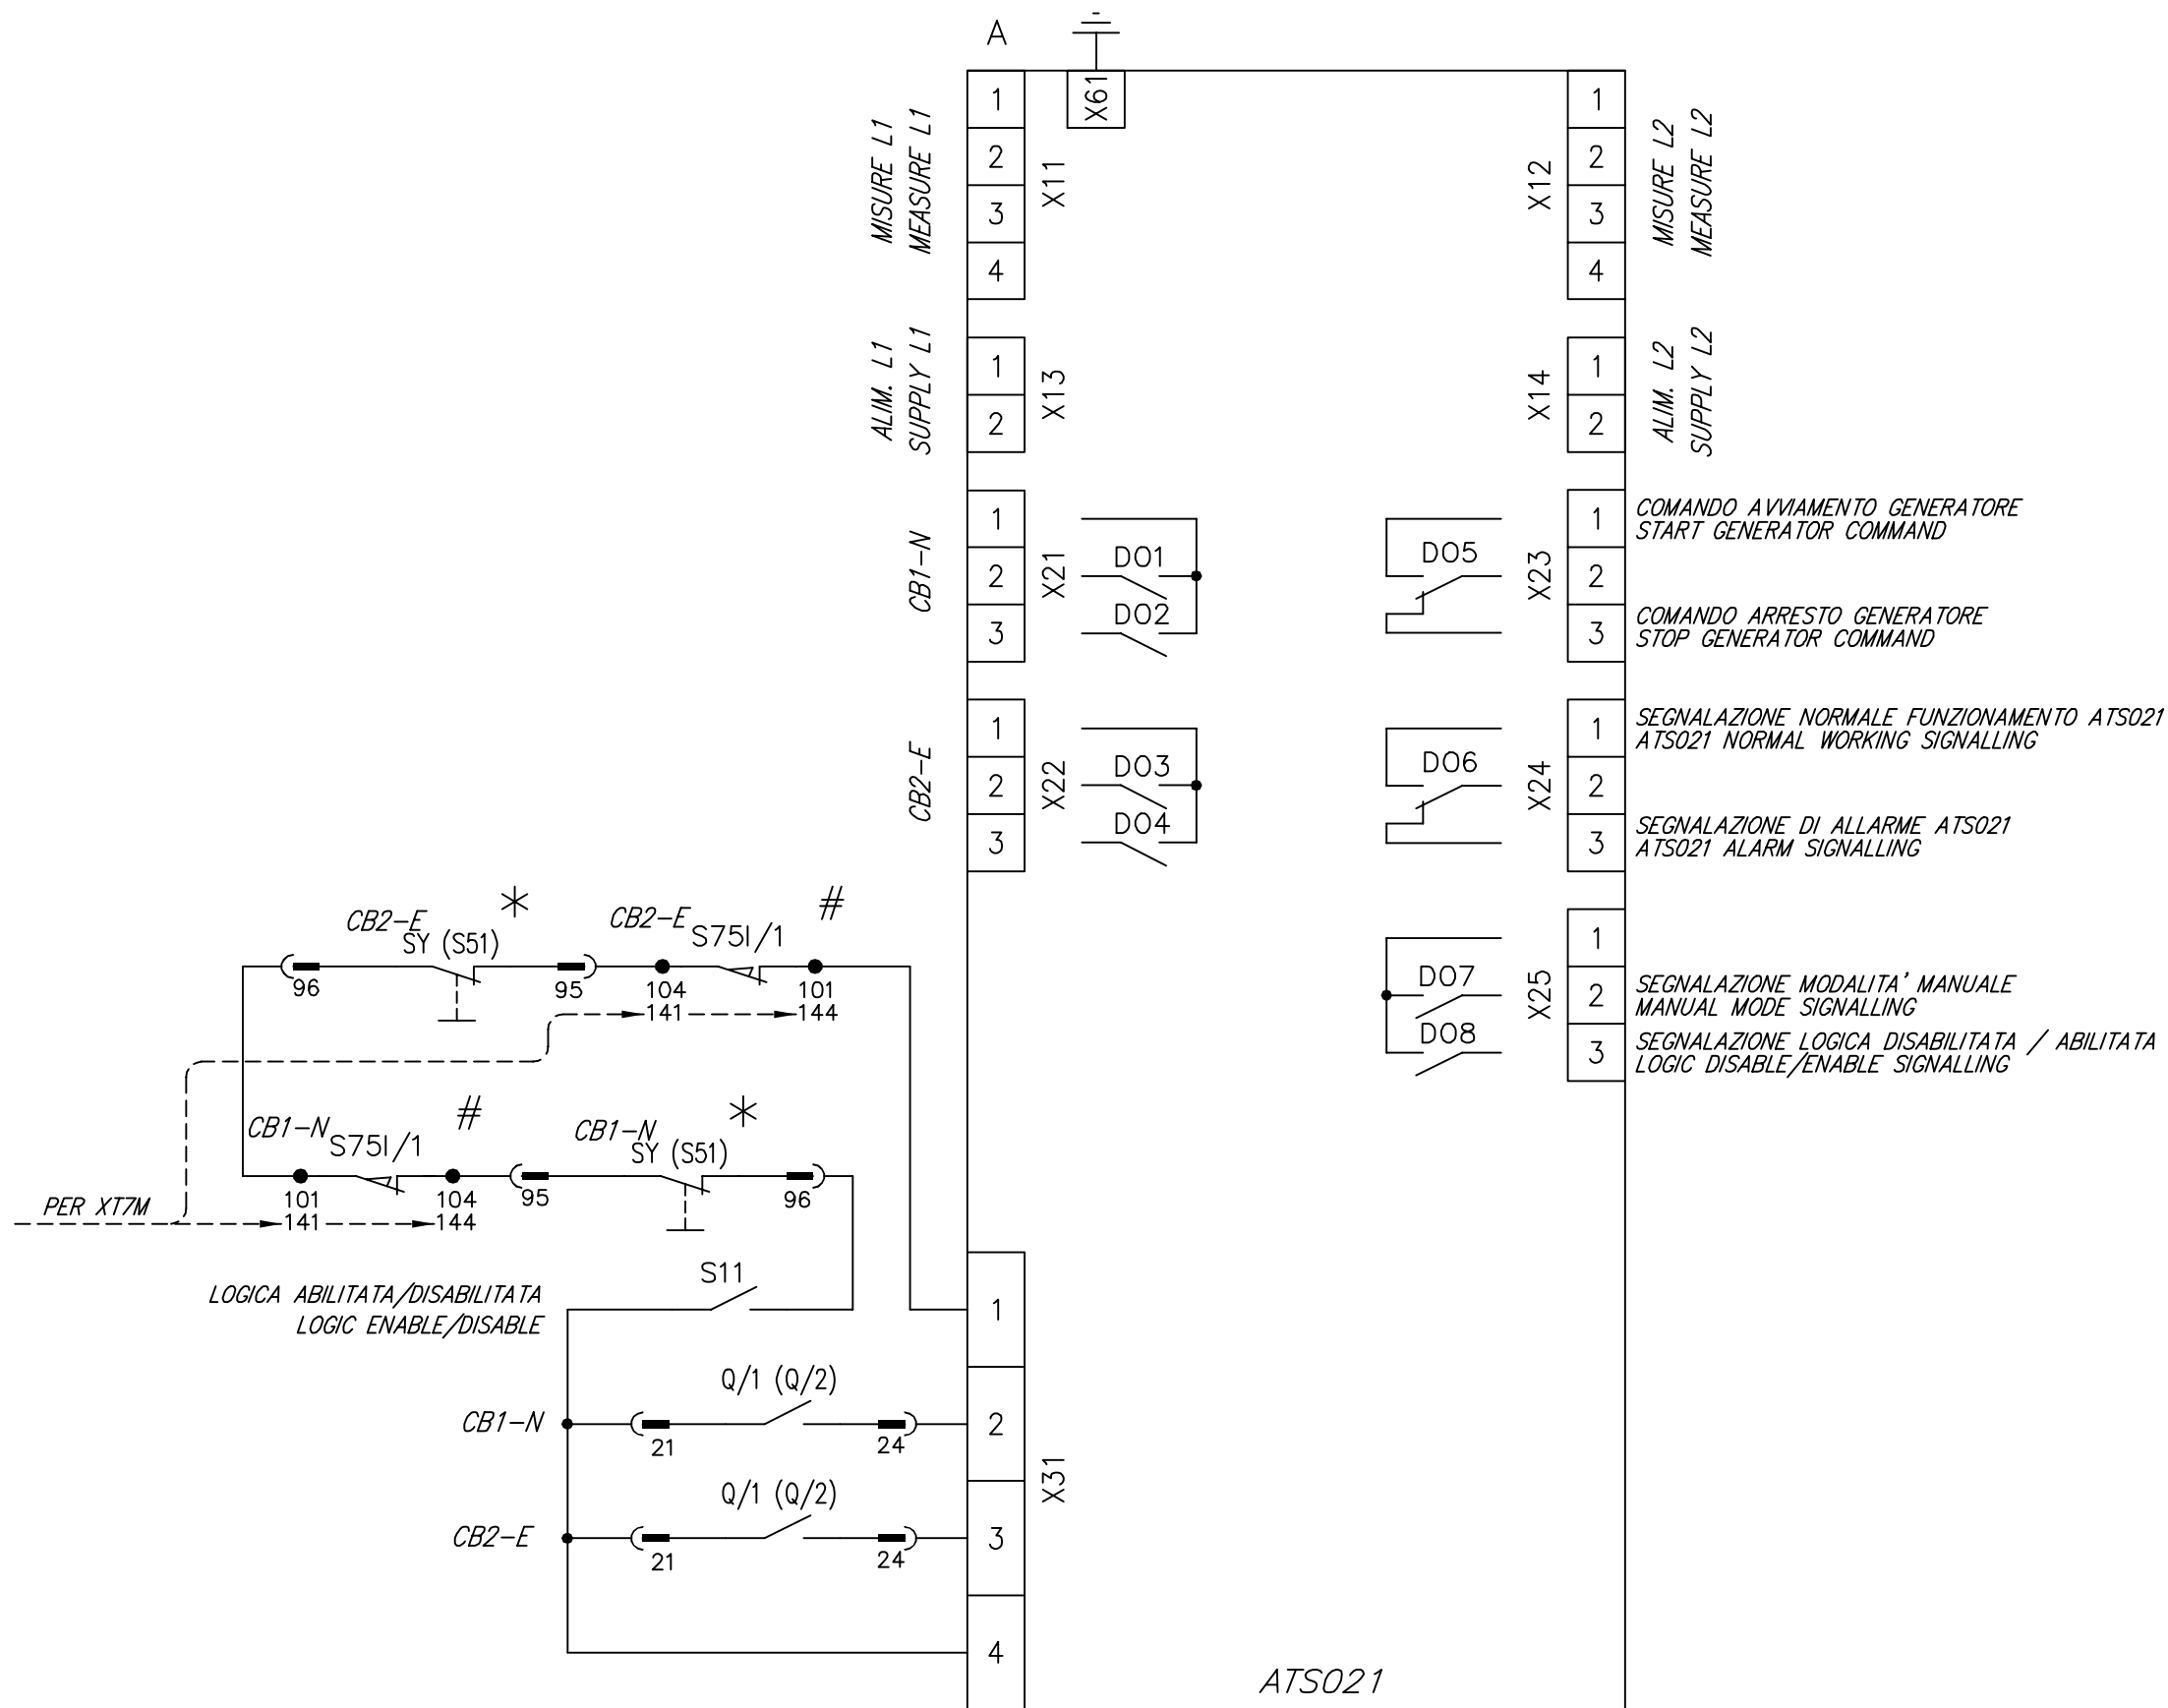 A
X61
MISURE L1
MEASURE L1
1
2
3
4
X11
X12
1
2
3
4
MISURE L2
MEASURE L2
ALIM. L1
SUPPLY L1
1
2
X13
X14
1
2
ALIM. L2
SUPPLY L2
CB1-N
1
2
3
X21
DO1
DO2
DO5
X23
1
2
3
COMANDO AVVIAMENTO GENERATORE
START GENERATOR COMMAND
COMANDO ARRESTO GENERATORE
STOP GENERATOR COMMAND
CB2-E
1
2
3
X22
DO3
DO4
DO6
X24
1
2
3
SEGNALAZIONE NORMALE FUNZIONAMENTO ATS021
ATS021 NORMAL WORKING SIGNALLING
SEGNALAZIONE DI ALLARME ATS021
ATS021 ALARM SIGNALLING
DO7
DO8
X25
1
2
3
SEGNALAZIONE MODALITA' MANUALE
MANUAL MODE SIGNALLING
SEGNALAZIONE LOGICA DISABILITATA / ABILITATA
LOGIC DISABLE/ENABLE SIGNALLING
CB2-E
SY (S51)
*
CB2-E
S75I/1
#
96
95
104
101
141
144
CB1-N
S75I/1
#
CB1-N
SY (S51)
*
101
104
95
96
PER XT7M
141
144
S11
LOGICA ABILITATA/DISABILITATA
LOGIC ENABLE/DISABLE
1
Q/1 (Q/2)
CB1-N
21
24
2
X31
Q/1 (Q/2)
CB2-E
21
24
3
4
ATS021